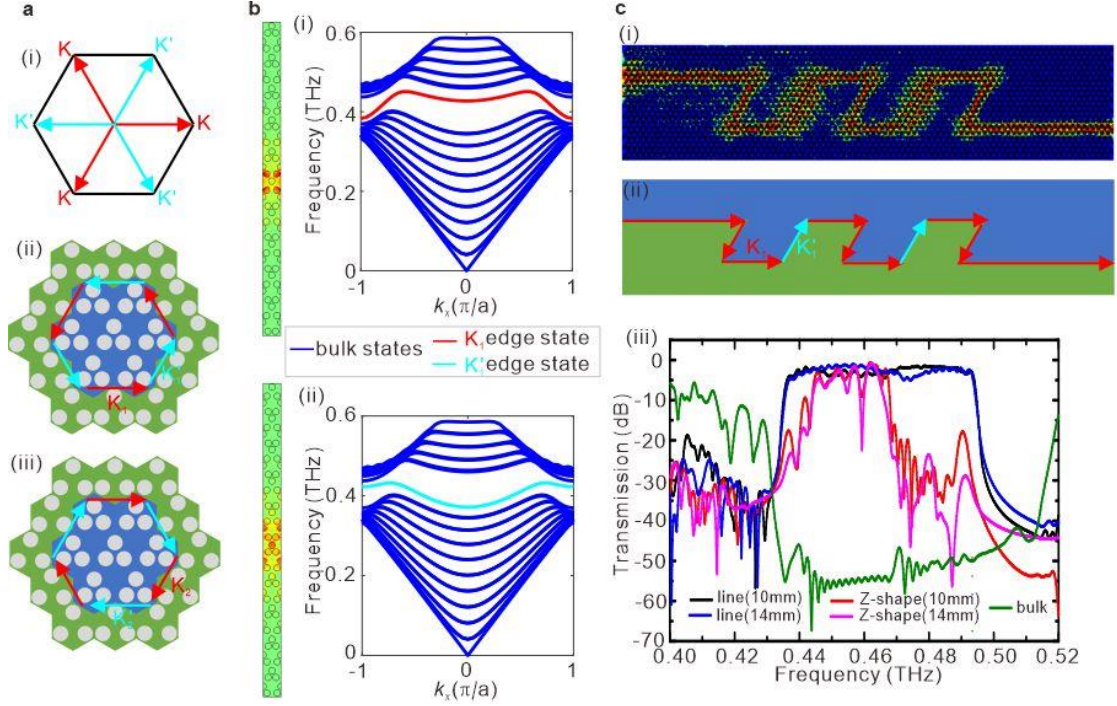 a
(i)
K'
K
K'
K
K
K'
(ii)
K₁
(iii)
K₂
b
(i)
0.6
0.4
0.2
0
Frequency (THz)
-1
0
1
kₓ(π/a)
bulk states
K₁ edge state
K'₁ edge state
(ii)
0.6
0.4
0.2
0
Frequency (THz)
-1
0
1
kₓ(π/a)
c
(i)
(ii)
K₁
K'₁
(iii)
0
-10
-20
-30
-40
-50
-60
-70
Transmission (dB)
line(10mm)
line(14mm)
Z-shape(10mm)
Z-shape(14mm)
bulk
0.40
0.42
0.44
0.46
0.48
0.50
0.52
Frequency (THz)